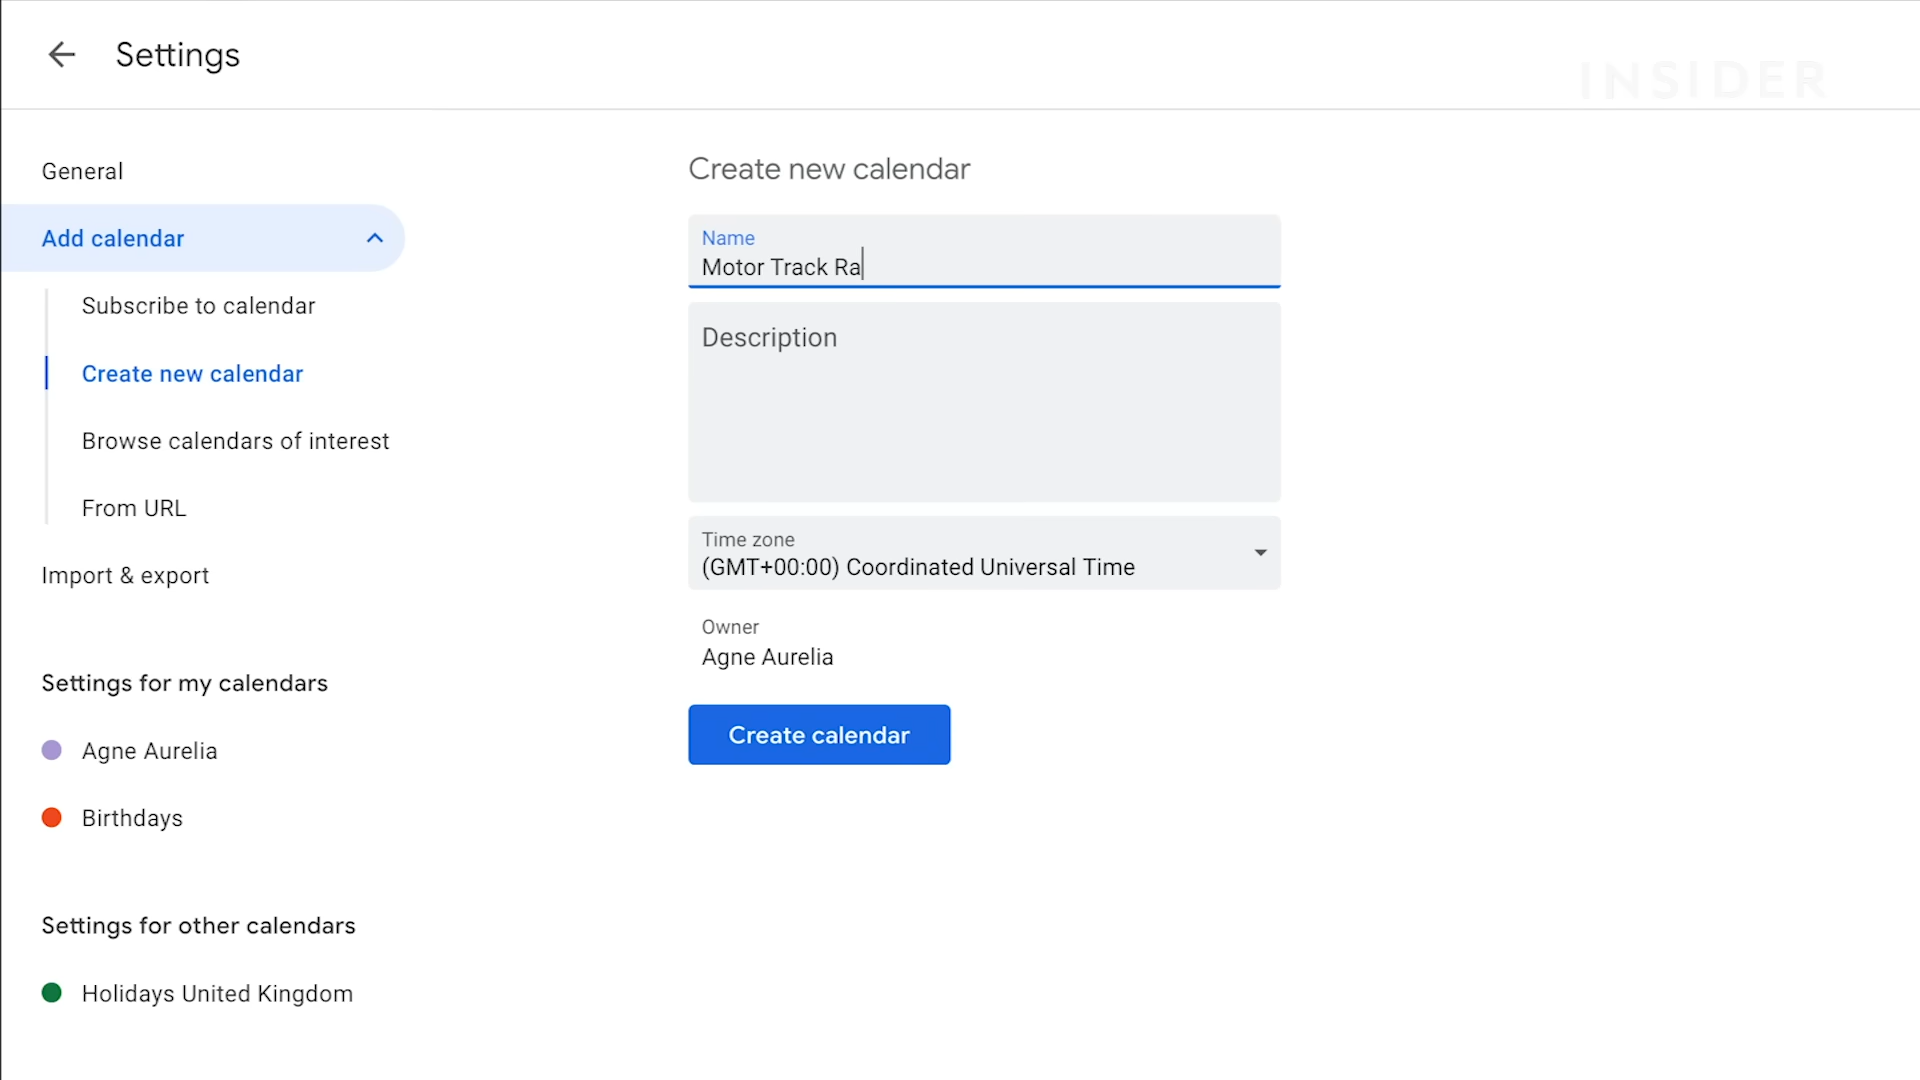 Settings
INSIDER
General
Add calendar
Subscribe to calendar
Create new calendar
Browse calendars of interest
From URL
Import & export
Settings for my calendars
Agne Aurelia
Birthdays
Settings for other calendars
Holidays United Kingdom
Create new calendar
Name
Motor Track Ra
Description
Time zone
(GMT+00:00) Coordinated Universal Time
Owner
Agne Aurelia
Create calendar